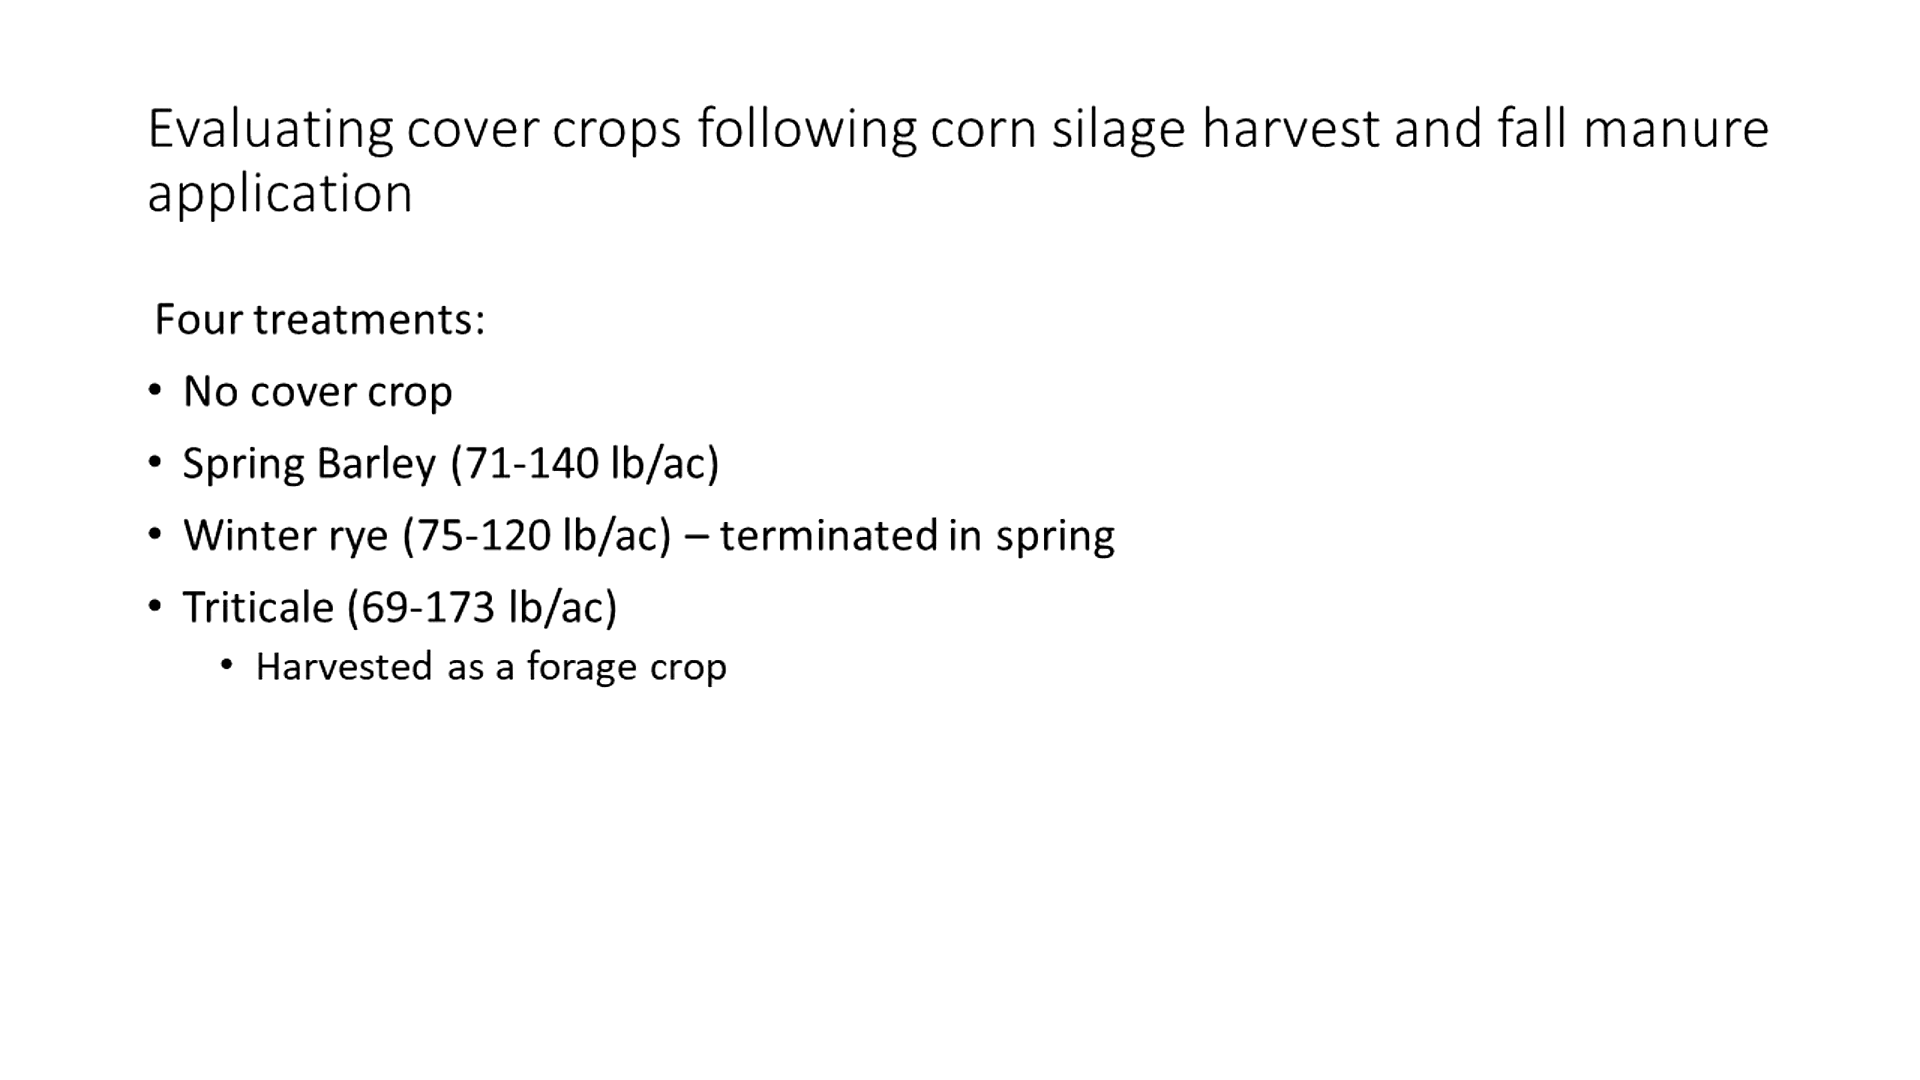 Evaluating cover crops following corn silage harvest and fall manure
application
Four treatments:
• No cover crop
• Spring Barley (71-140 lb/ac)
• Winter rye (75-120 lb/ac) – terminated in spring
• Triticale (69-173 lb/ac)
• Harvested as a forage crop